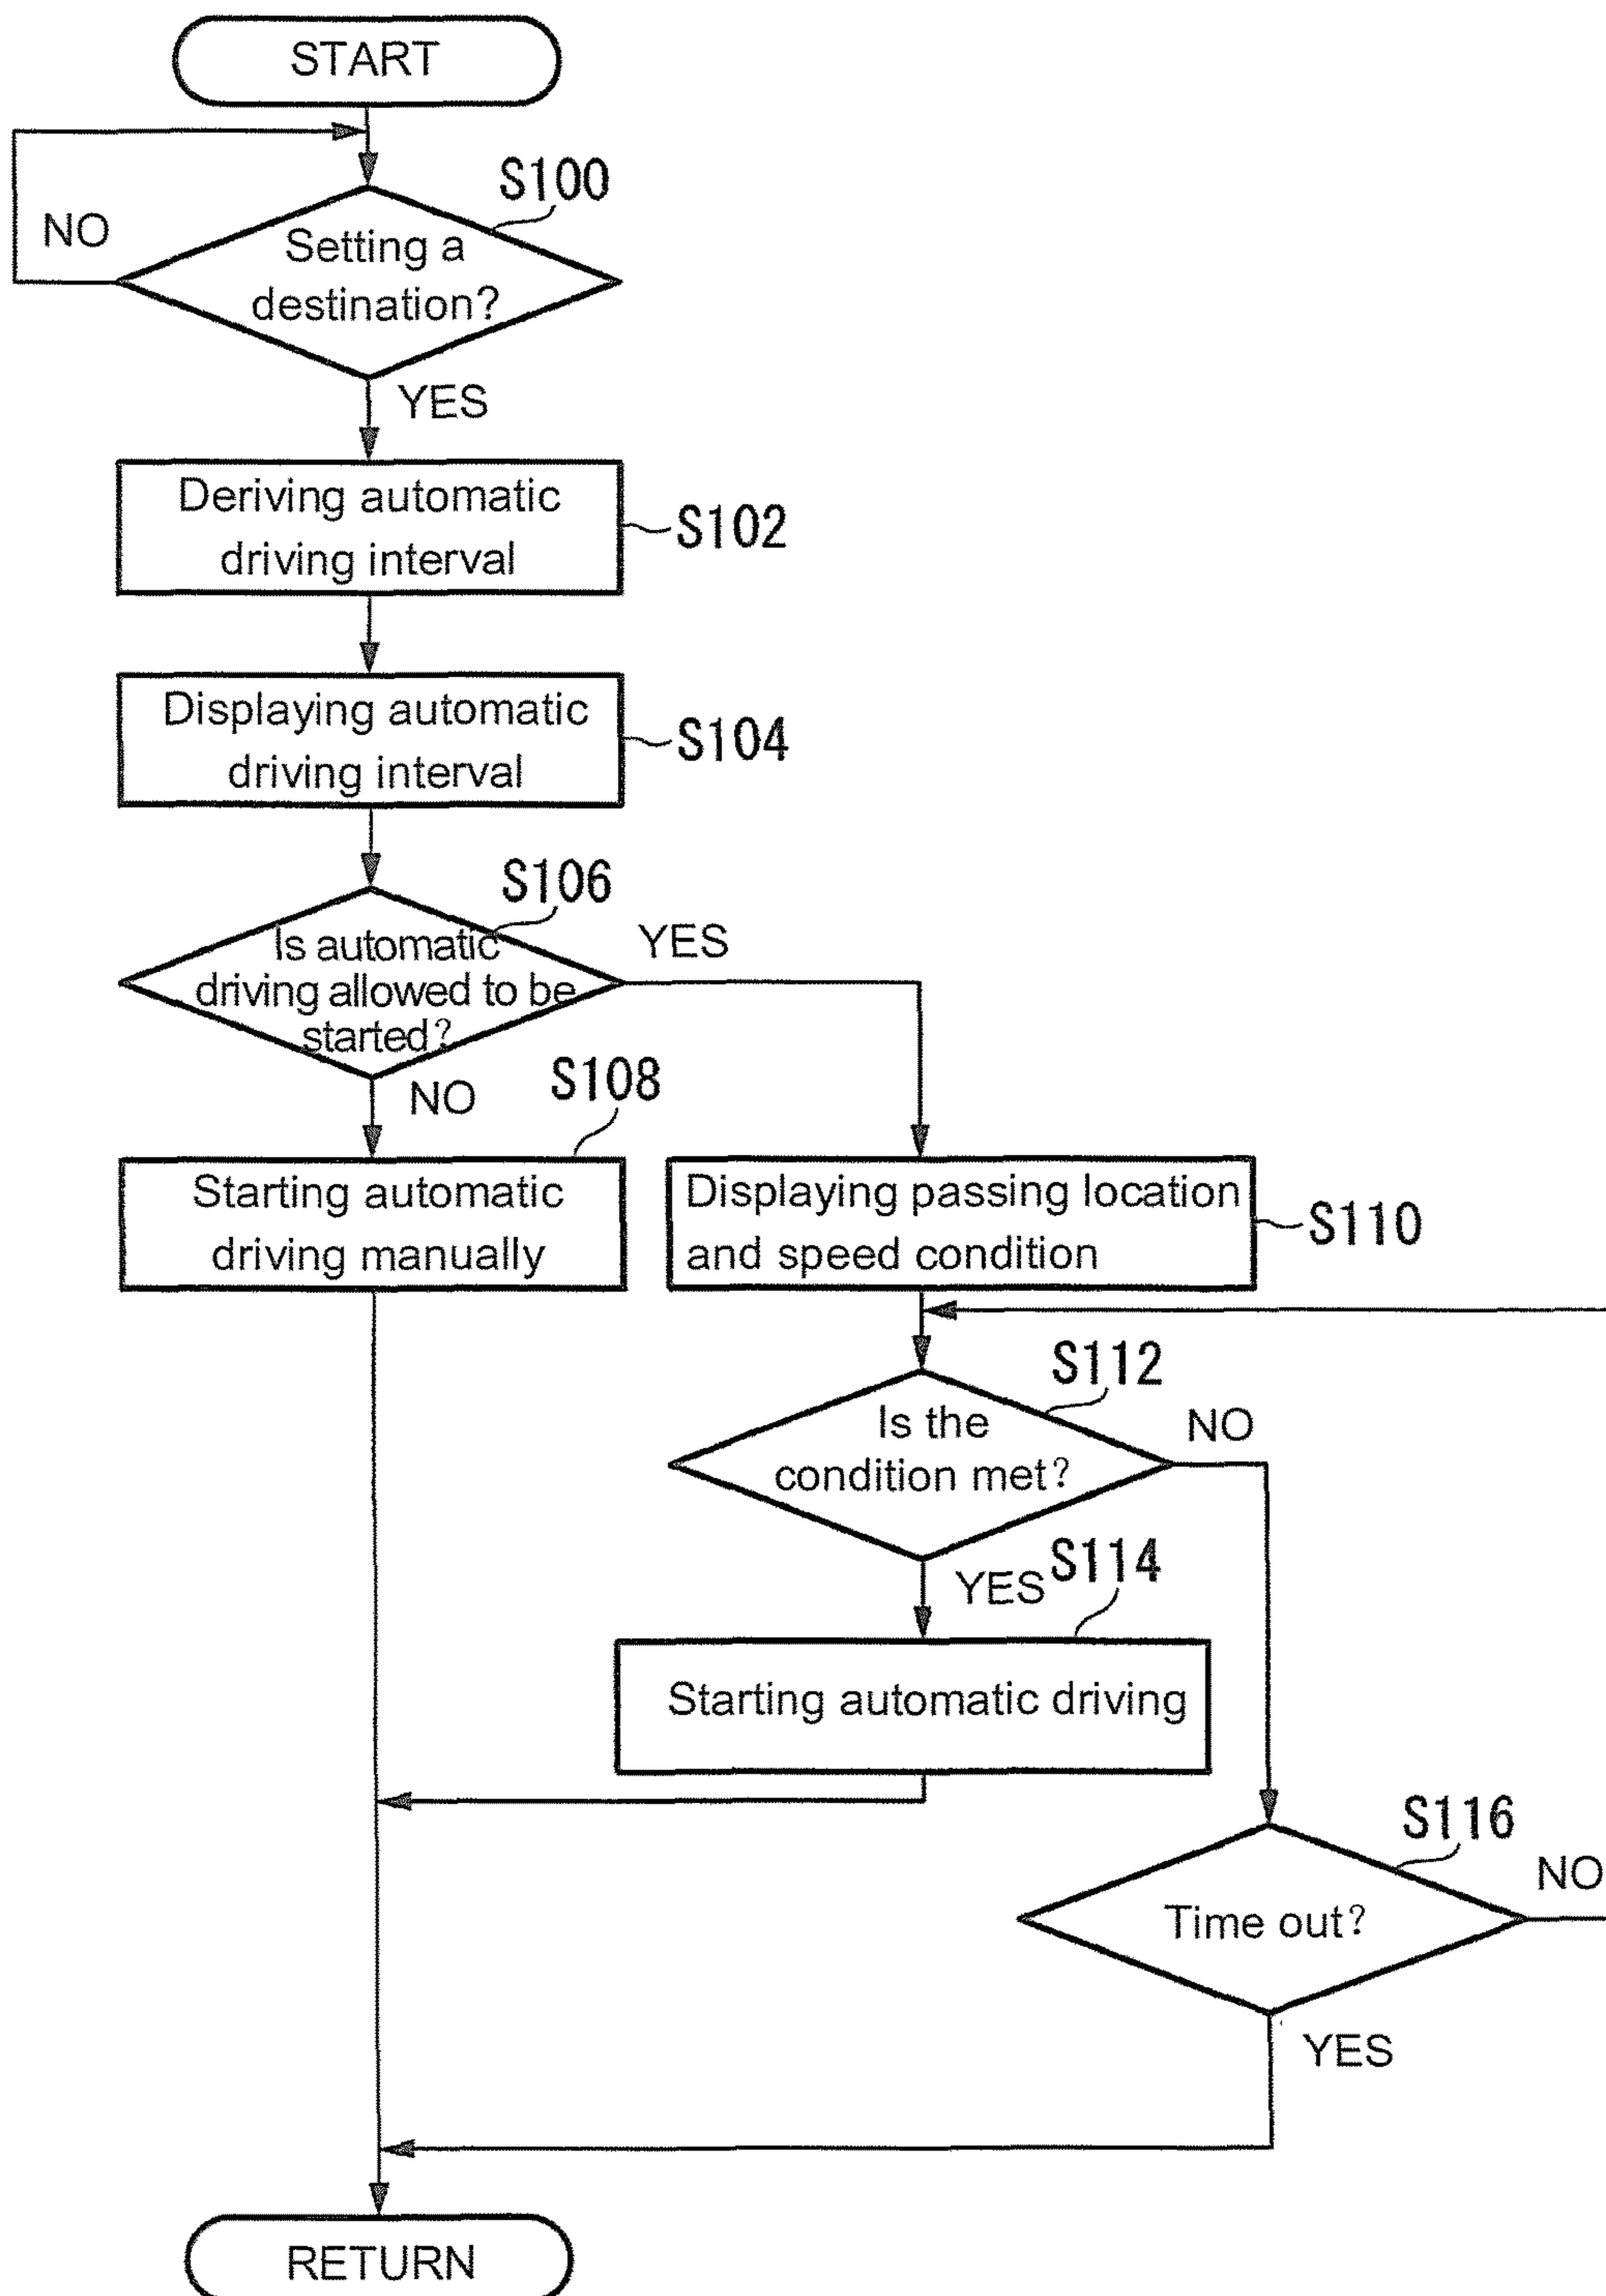 START
S100
NO
Setting a
destination?
YES
Deriving automatic
driving interval
S102
Displaying automatic
driving interval
S104
S106
Is automatic
driving allowed to be
started?
YES
NO
S108
Starting automatic
driving manually
Displaying passing location
and speed condition
S110
S112
Is the
condition met?
NO
YES
S114
Starting automatic driving
S116
Time out?
NO
YES
RETURN